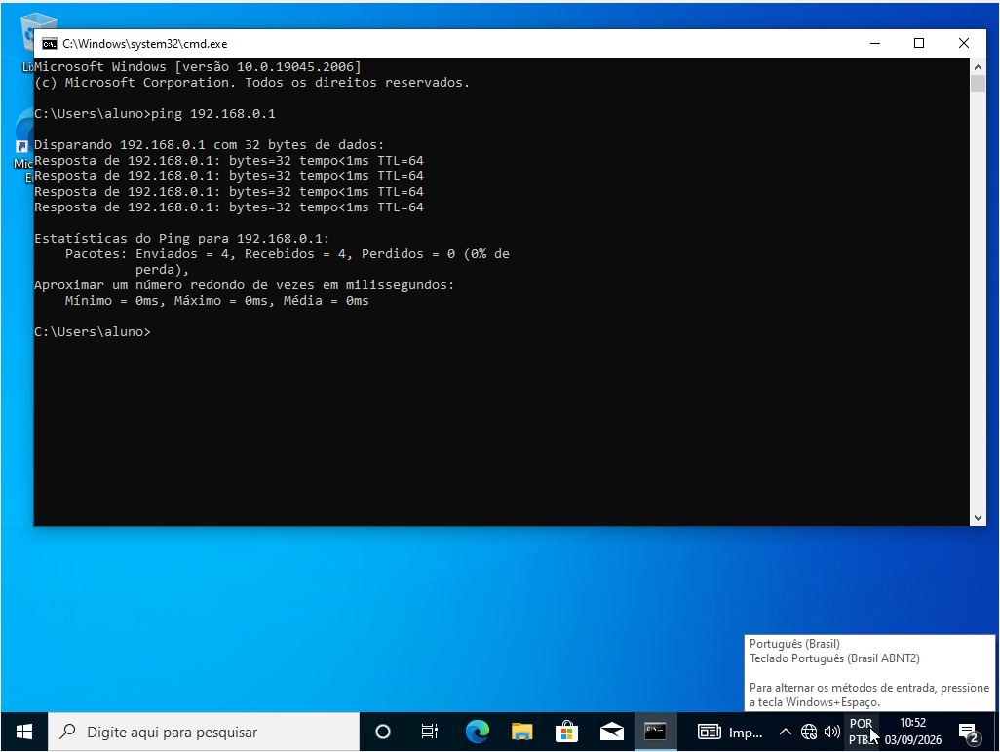 C:\Windows\system32\cmd.exe
Microsoft Windows [versão 10.0.19045.2006]
(c) Microsoft Corporation. Todos os direitos reservados.
C:\Users\aluno>ping 192.168.0.1
Disparando 192.168.0.1 com 32 bytes de dados:
Resposta de 192.168.0.1: bytes=32 tempo<1ms TTL=64
Resposta de 192.168.0.1: bytes=32 tempo<1ms TTL=64
Resposta de 192.168.0.1: bytes=32 tempo<1ms TTL=64
Resposta de 192.168.0.1: bytes=32 tempo<1ms TTL=64
Estatísticas do Ping para 192.168.0.1:
Pacotes: Enviados = 4, Recebidos = 4, Perdidos = 0 (0% de
perda),
Aproximar um número redondo de vezes em milissegundos:
Mínimo = 0ms, Máximo = 0ms, Média = 0ms
C:\Users\aluno>
Português (Brasil)
Teclado Português (Brasil ABNT2)
Para alternar os métodos de entrada, pressione
a tecla Windows+Espaço.
Digite aqui para pesquisar
Imp...
POR
10:52
03/09/2026
2